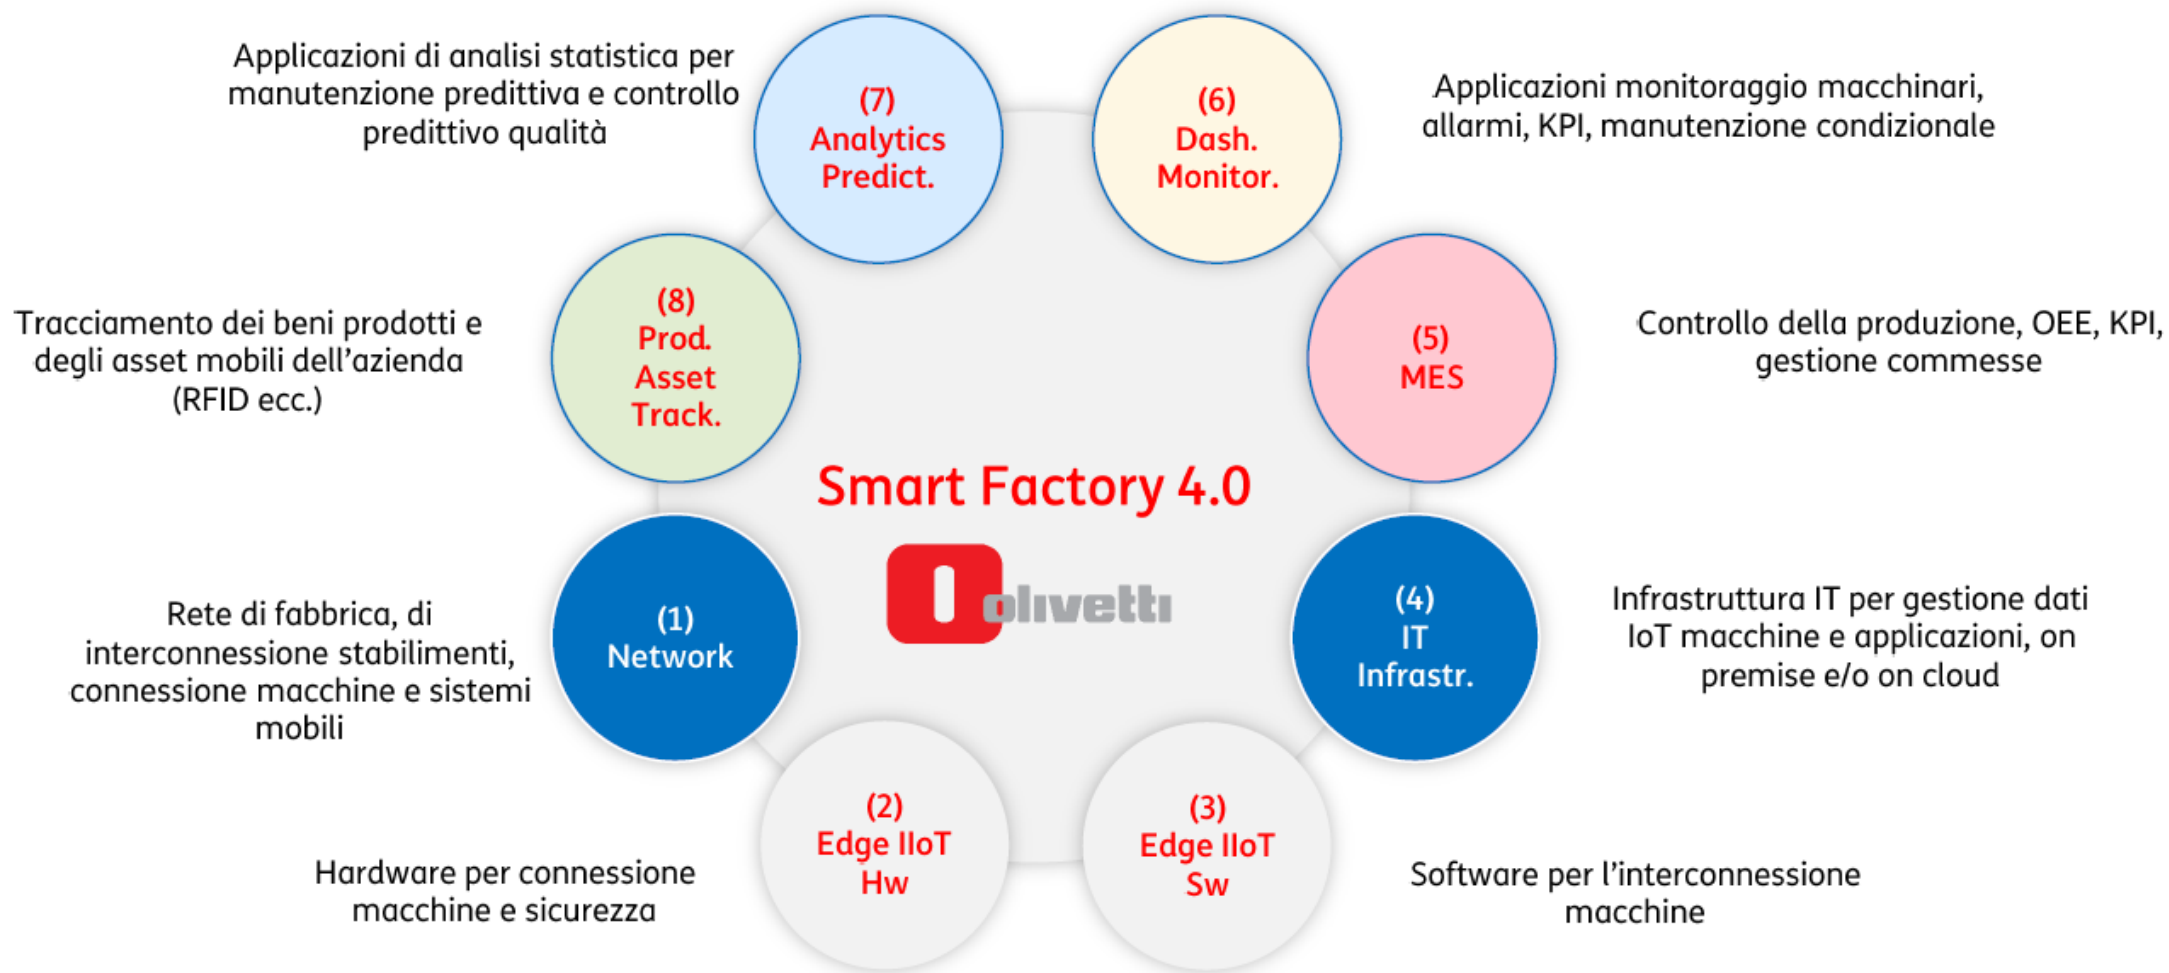 Applicazioni di analisi statistica per
manutenzione predittiva e controllo
predittivo qualità
(7)
Analytics
Predict.
(6)
Dash.
Monitor.
Applicazioni monitoraggio macchinari,
allarmi, KPI, manutenzione condizionale
Tracciamento dei beni prodotti e
degli asset mobili dell'azienda
(RFID ecc.)
(8)
Prod.
Asset
Track.
(5)
MES
Controllo della produzione, OEE, KPI,
gestione commesse
Smart Factory 4.0
olivetti
Rete di fabbrica, di
interconnessione stabilimenti,
connessione macchine e sistemi
mobili
(1)
Network
(4)
IT
Infrastr.
Infrastruttura IT per gestione dati
IoT macchine e applicazioni, on
premise e/o on cloud
Hardware per connessione
macchine e sicurezza
(2)
Edge IIoT
Hw
(3)
Edge IIoT
Sw
Software per l'interconnessione
macchine